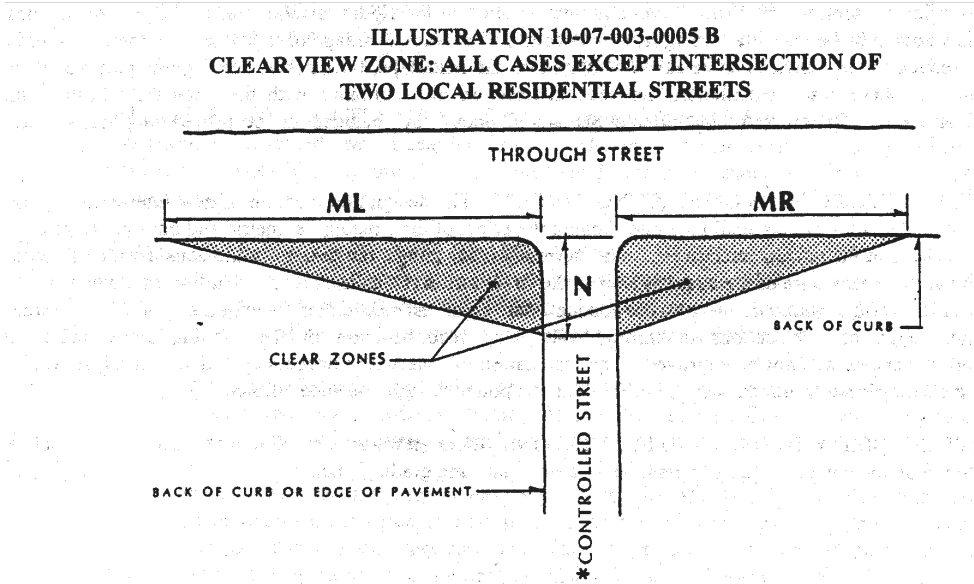 ILLUSTRATION 10-07-003-0005 B
CLEAR VIEW ZONE: ALL CASES EXCEPT INTERSECTION OF
TWO LOCAL RESIDENTIAL STREETS
THROUGH STREET
ML
MR
N
BACK OF CURB
CLEAR ZONES
BACK OF CURB OR EDGE OF PAVEMENT
*CONTROLLED STREET